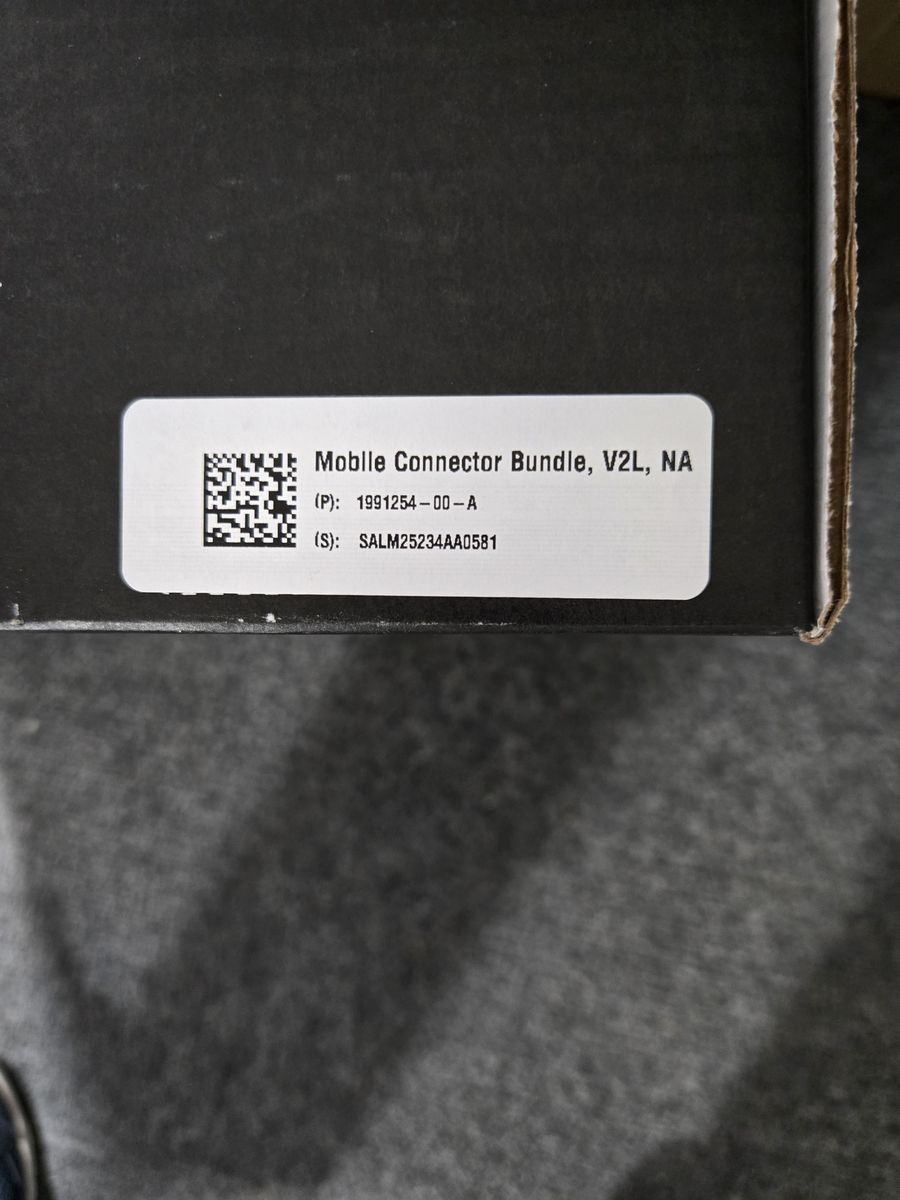 Mobile Connector Bundle, V2L, NA
(P): 1991254-00-A
(S): SALM25234AA0581